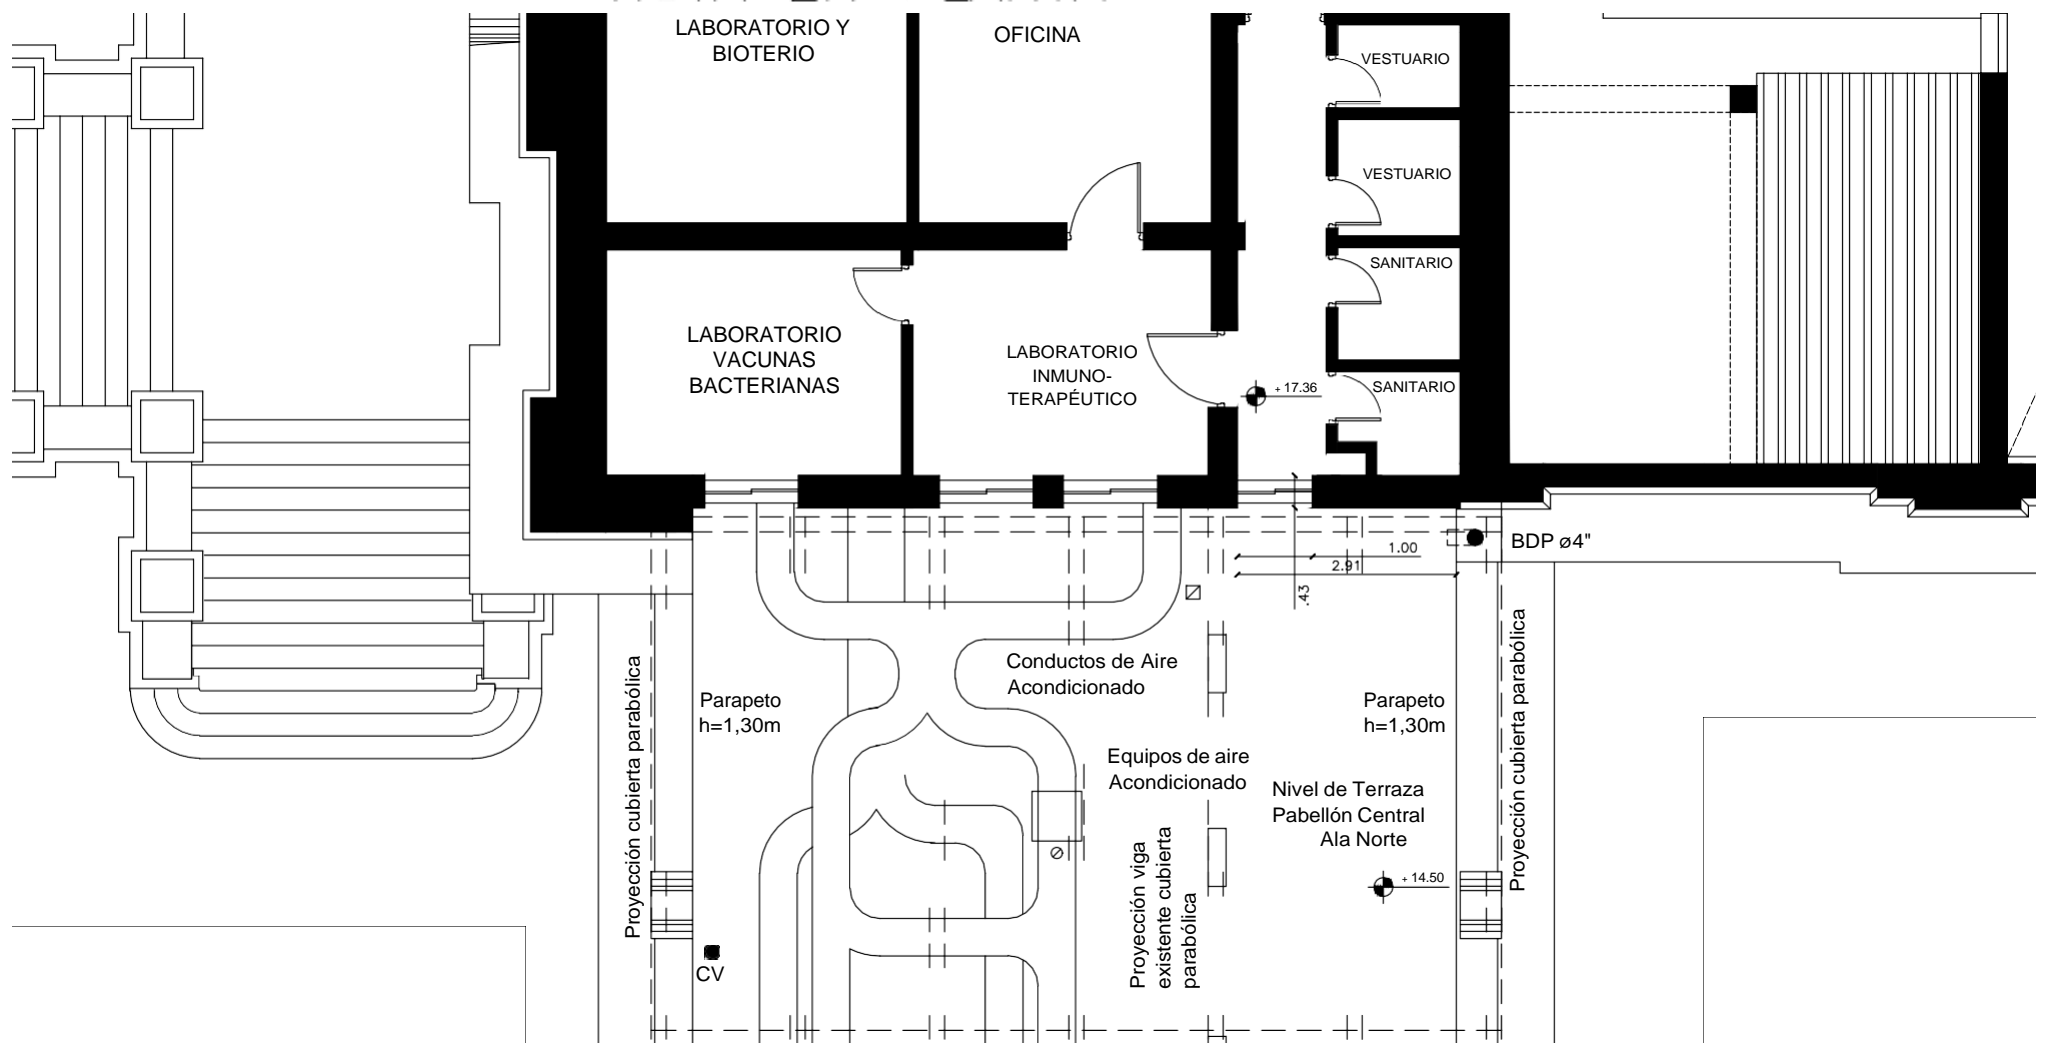 LABORATORIO Y
BIOTERIO
OFICINA
VESTUARIO
VESTUARIO
SANITARIO
SANITARIO
LABORATORIO
VACUNAS
BACTERIANAS
LABORATORIO
INMUNO-
TERAPÉUTICO
+ 17.36
1.00
2.91
.43
BDP ø4"
Conductos de Aire
Acondicionado
Parapeto
h=1,30m
Parapeto
h=1,30m
Proyección cubierta parabólica
Proyección cubierta parabólica
Equipos de aire
Acondicionado
Nivel de Terraza
Pabellón Central
Ala Norte
+ 14.50
Proyección viga
existente cubierta
parabólica
CV